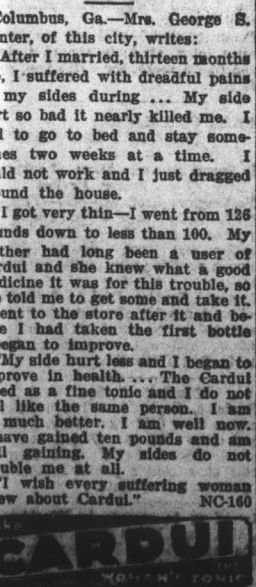 Columbus, Ga.—Mrs. George S.
nter, of this city, writes:
After I married, thirteen months
, I suffered with dreadful pains
my sides during ... My side
rt so bad it nearly killed me. I
d to go to bed and stay some-
es two weeks at a time. I
ld not work and I just dragged
und the house.
"I got very thin—I went from 126
unds down to less than 100. My
ther had long been a user of
rdui and she knew what a good
dicine it was for this trouble, so
told me to get some and take it.
ent to the store after it and be-
e I had taken the first bottle
egan to improve.
"My side hurt less and I began to
prove in health. ... The Cardui
ed as a fine tonic and I do not
l like the same person. I am
much better. I am well now.
have gained ten pounds and am
ll gaining. My sides do not
uble me at all.
"I wish every suffering woman
ew about Cardui." NC-160
he
CARDUI
THE
WOMAN'S TONIC